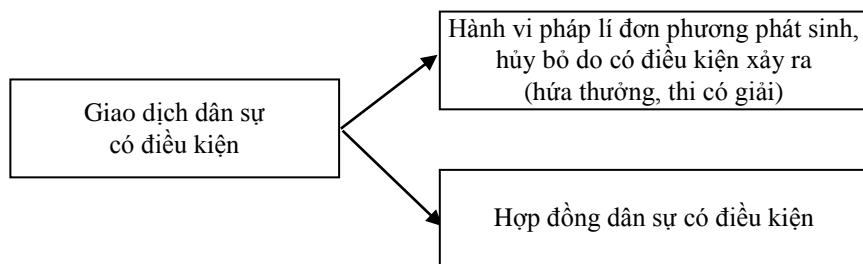 Giao dịch dân sự
có điều kiện
Hành vi pháp lí đơn phương phát sinh,
hủy bỏ do có điều kiện xảy ra
(hứa thưởng, thi có giải)
Hợp đồng dân sự có điều kiện